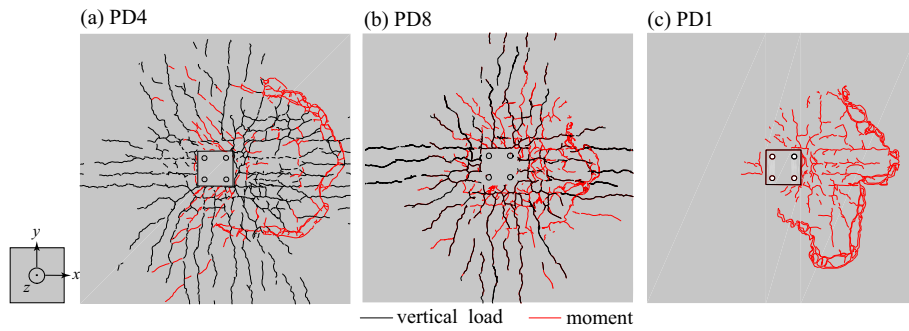 (a) PD4
(b) PD8
(c) PD1
y
x
z
vertical load
moment